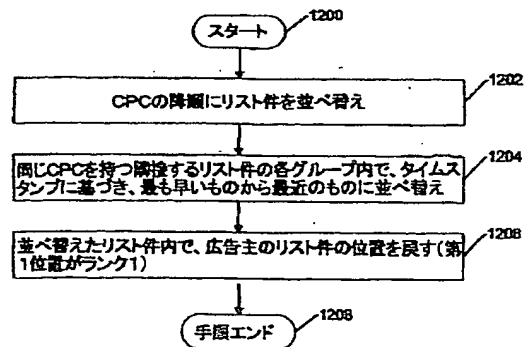 スタート
1200
CPCの降順にリスト件を並べ替え
1202
同じCPCを持つ隣接するリスト件の各グループ内で、タイムス
タンプに基づき、最も早いものから最近のものに並べ替え
1204
並べ替えたリスト件内で、広告主のリスト件の位置を戻す(第
1位置がランク1)
1206
手順エンド
1208